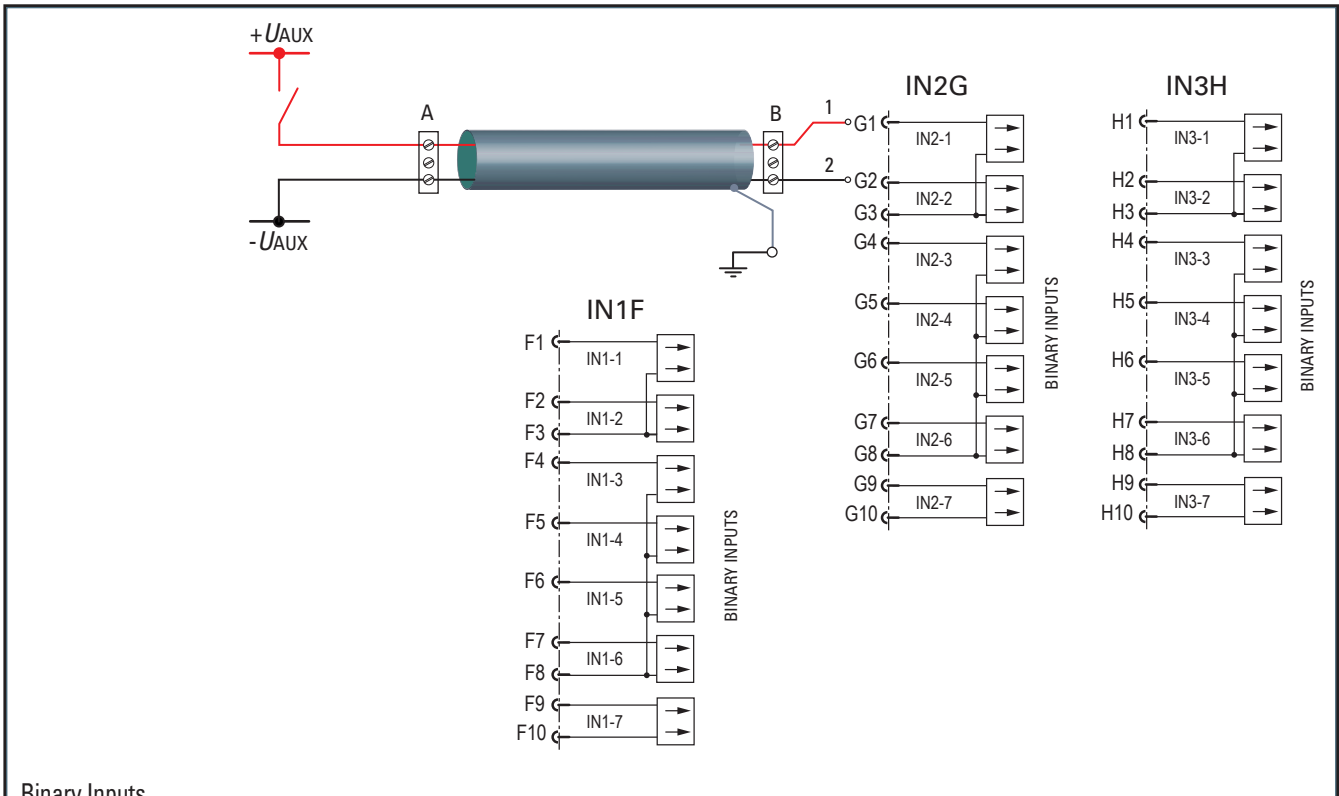 +UAUX
A
B
1
2
-UAUX
IN2G
G1
IN2-1
G2
IN2-2
G3
G4
IN2-3
G5
IN2-4
G6
IN2-5
G7
IN2-6
G8
G9
IN2-7
G10
BINARY INPUTS
IN3H
H1
IN3-1
H2
IN3-2
H3
H4
IN3-3
H5
IN3-4
H6
IN3-5
H7
IN3-6
H8
H9
IN3-7
H10
BINARY INPUTS
IN1F
F1
IN1-1
F2
IN1-2
F3
F4
IN1-3
F5
IN1-4
F6
IN1-5
F7
IN1-6
F8
F9
IN1-7
F10
BINARY INPUTS
Binary Inputs